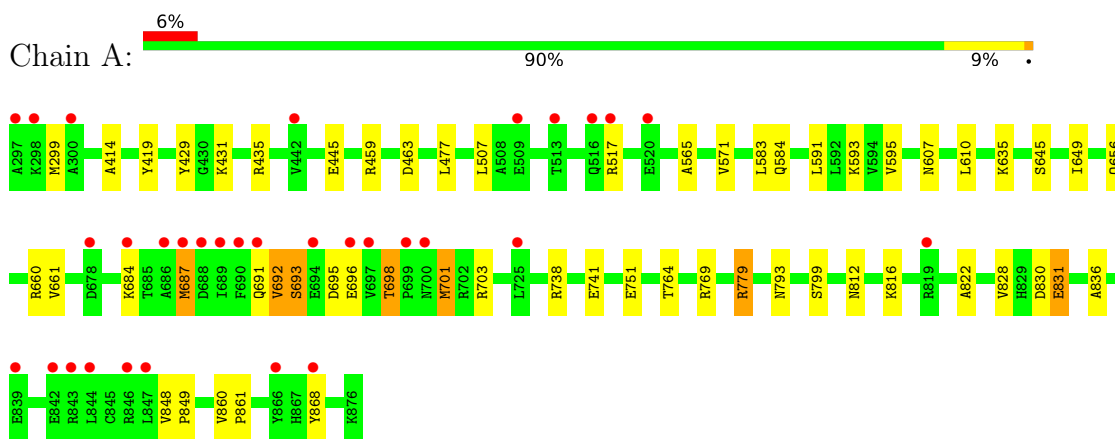 6%
Chain A:
90%
9%
•
A297 K298 M299 A300 A414 Y419 Y429 G430 K431 R435 V442 E445 R459 D463 L477 L507 A508 E509 T513 Q516 R517 E520 A565 V571 L583 Q584 L591 L592 K593 V594 V595 N607 L610 K635 S645 I649
R660 V661 D678 K684 T685 A686 M687 D688 I689 F690 Q691 V692 S693 E694 D695 E696 V697 T698 P699 N700 M701 R702 R703 L725 R738 E741 E751 T764 R769 R779 N793 S799 N812 K816 R819 A822 V828 H829 D830 E831 A836
E839 E842 R843 L844 C845 R846 L847 V848 P849 V860 P861 Y866 H867 Y868 K876